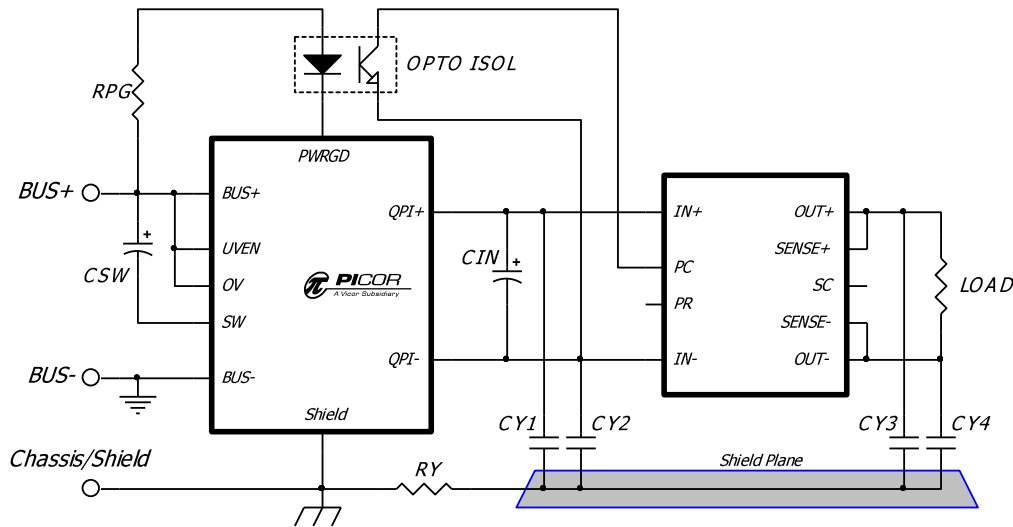 OPTO ISOL
RPG
PWRGD
BUS+
BUS+
QPI+
IN+
OUT+
UVEN
SENSE+
CSW
+
OV
CIN
+
PC
SC
LOAD
π PICOR
A Vicor Subsidiary
PR
SW
SENSE-
BUS-
BUS-
QPI-
IN-
OUT-
Shield
CY1
CY2
CY3
CY4
Chassis/Shield
RY
Shield Plane